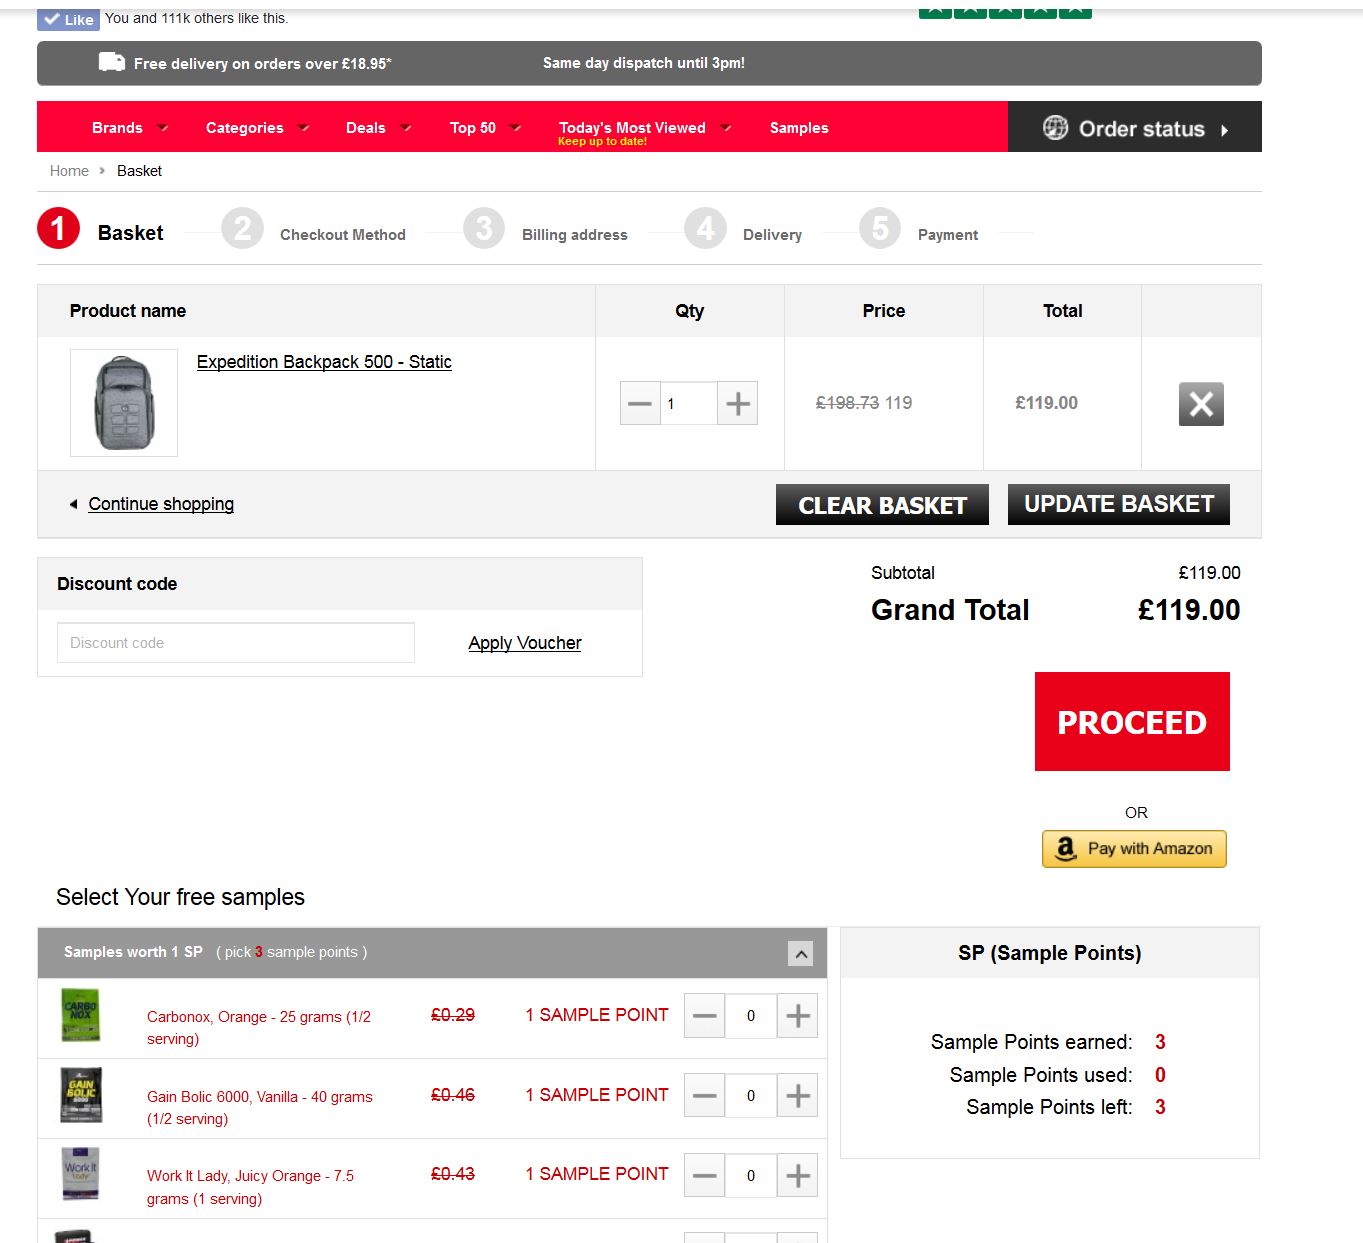 Like You and 111k others like this.
Free delivery on orders over £18.95* Same day dispatch until 3pm!
Brands Categories Deals Top 50 Today's Most Viewed Samples Order status
Keep up to date!
Home › Basket
1 Basket 2 Checkout Method 3 Billing address 4 Delivery 5 Payment
Product name Qty Price Total
Expedition Backpack 500 - Static
1 £198.73 119 £119.00
Continue shopping CLEAR BASKET UPDATE BASKET
Discount code
Discount code Apply Voucher
Subtotal £119.00
Grand Total £119.00
PROCEED
OR
a Pay with Amazon
Select Your free samples
Samples worth 1 SP ( pick 3 sample points )
CARBO NOX
Carbonox, Orange - 25 grams (1/2 serving) £0.29 1 SAMPLE POINT 0
GAIN BOLIC 6000
Gain Bolic 6000, Vanilla - 40 grams (1/2 serving) £0.46 1 SAMPLE POINT 0
Work It Lady
Work It Lady, Juicy Orange - 7.5 grams (1 serving) £0.43 1 SAMPLE POINT 0
SP (Sample Points)
Sample Points earned: 3
Sample Points used: 0
Sample Points left: 3